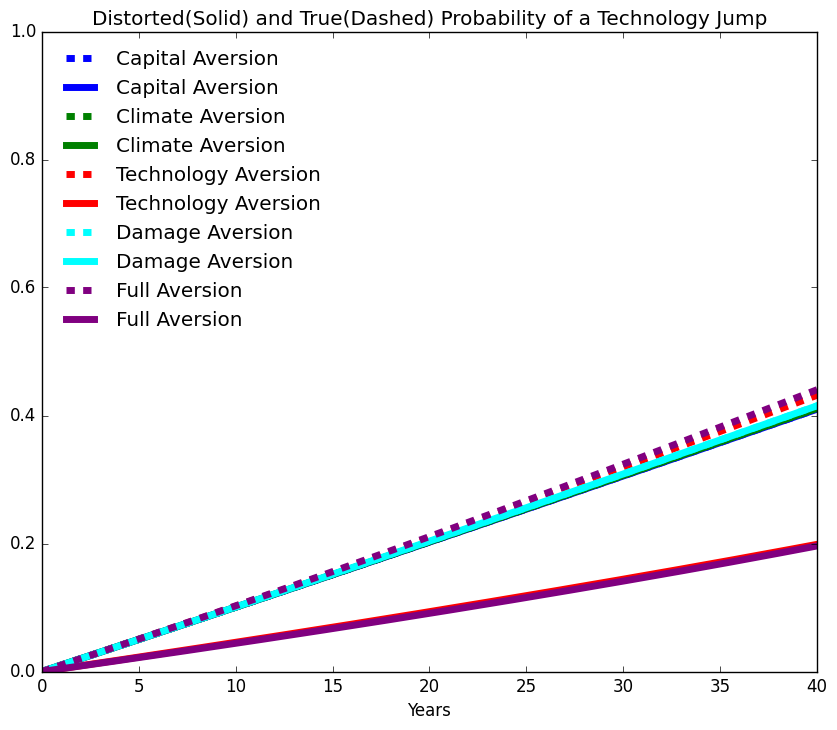 Distorted(Solid) and True(Dashed) Probability of a Technology Jump
1.0
Capital Aversion
Capital Aversion
Climate Aversion
Climate Aversion
0.8
Technology Aversion
Technology Aversion
Damage Aversion
Damage Aversion
0.6
Full Aversion
Full Aversion
0.4
0.2
0.0
0 5 10 15 20 25 30 35 40
Years